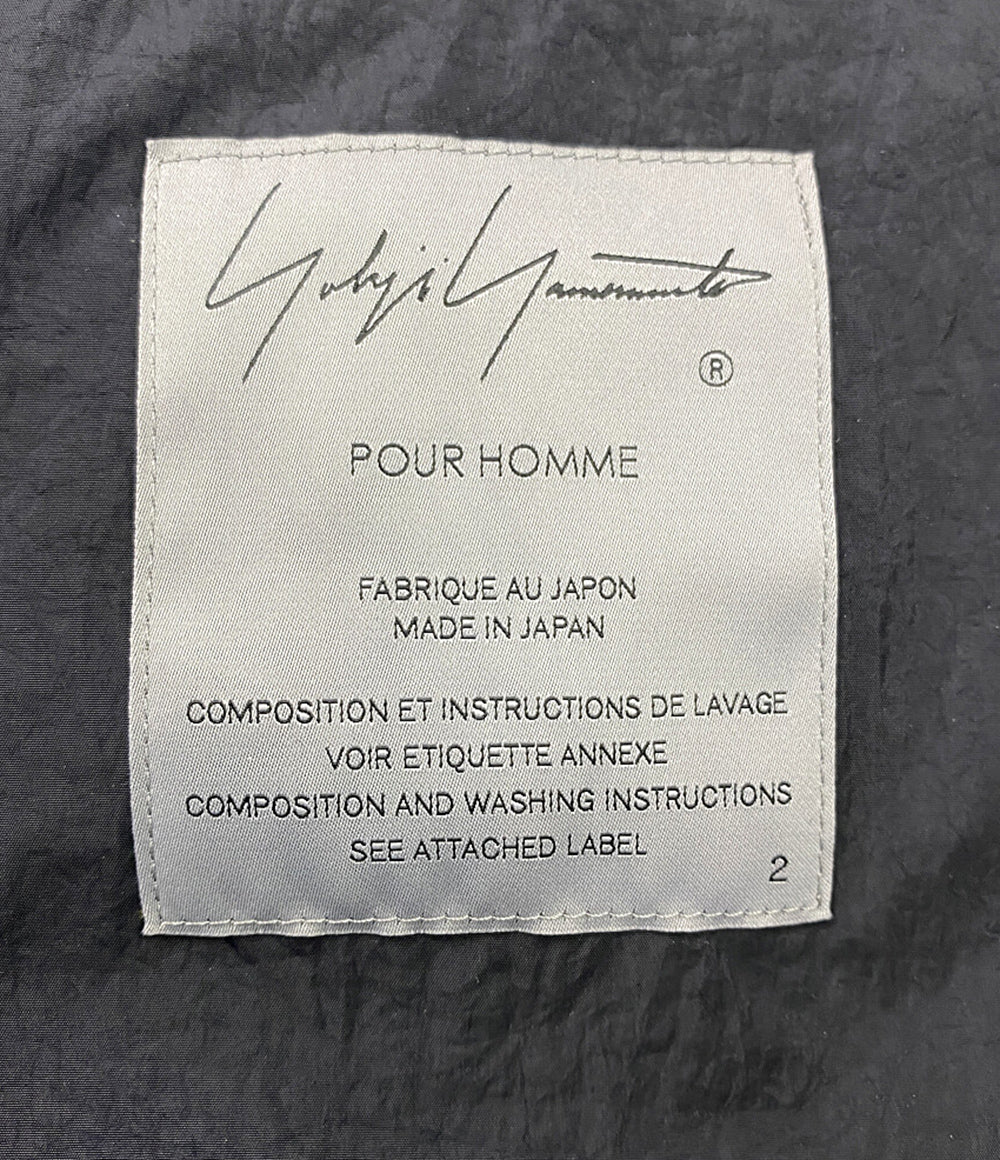 Yohji Yamamoto
®
POUR HOMME
FABRIQUE AU JAPON
MADE IN JAPAN
COMPOSITION ET INSTRUCTIONS DE LAVAGE
VOIR ETIQUETTE ANNEXE
COMPOSITION AND WASHING INSTRUCTIONS
SEE ATTACHED LABEL
2